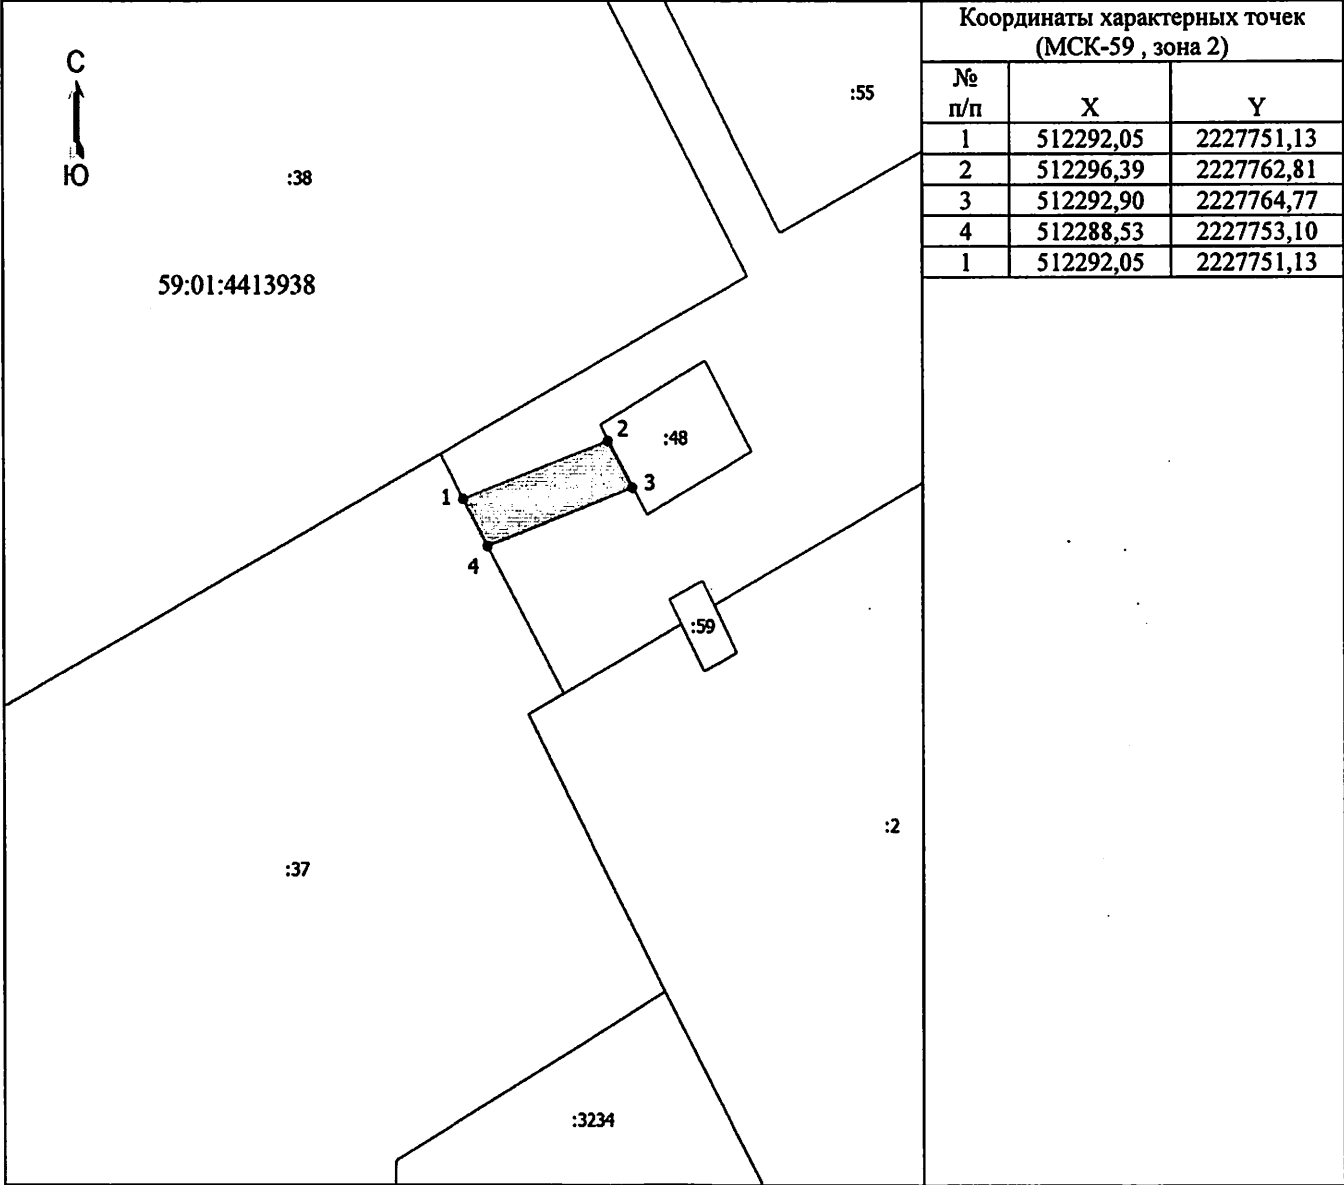 С
Ю
:38
59:01:4413938
:55
2
:48
1
3
4
:59
:2
:37
:3234
Координаты характерных точек
(МСК-59 , зона 2)
№
п/п X Y
1 512292,05 2227751,13
2 512296,39 2227762,81
3 512292,90 2227764,77
4 512288,53 2227753,10
1 512292,05 2227751,13